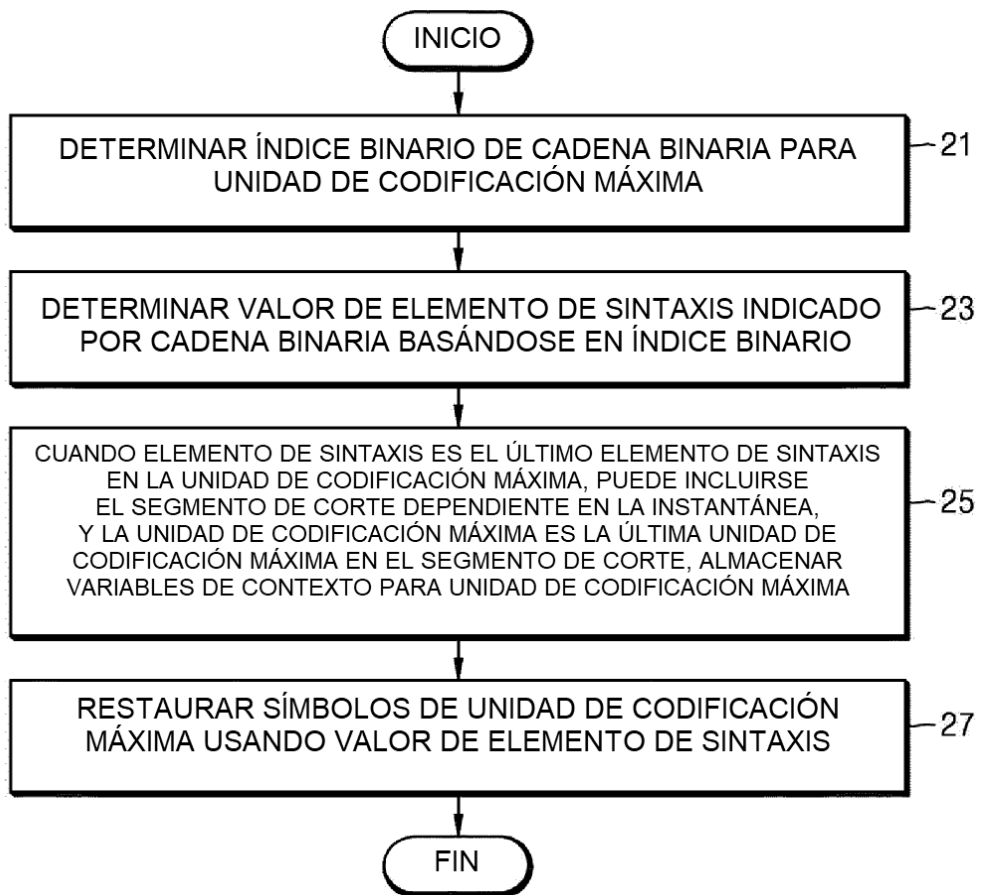 INICIO
DETERMINAR ÍNDICE BINARIO DE CADENA BINARIA PARA
UNIDAD DE CODIFICACIÓN MÁXIMA
21
DETERMINAR VALOR DE ELEMENTO DE SINTAXIS INDICADO
POR CADENA BINARIA BASÁNDOSE EN ÍNDICE BINARIO
23
CUANDO ELEMENTO DE SINTAXIS ES EL ÚLTIMO ELEMENTO DE SINTAXIS
EN LA UNIDAD DE CODIFICACIÓN MÁXIMA, PUEDE INCLUIRSE
EL SEGMENTO DE CORTE DEPENDIENTE EN LA INSTANTÁNEA,
Y LA UNIDAD DE CODIFICACIÓN MÁXIMA ES LA ÚLTIMA UNIDAD DE
CODIFICACIÓN MÁXIMA EN EL SEGMENTO DE CORTE, ALMACENAR
VARIABLES DE CONTEXTO PARA UNIDAD DE CODIFICACIÓN MÁXIMA
25
RESTAURAR SÍMBOLOS DE UNIDAD DE CODIFICACIÓN
MÁXIMA USANDO VALOR DE ELEMENTO DE SINTAXIS
27
FIN